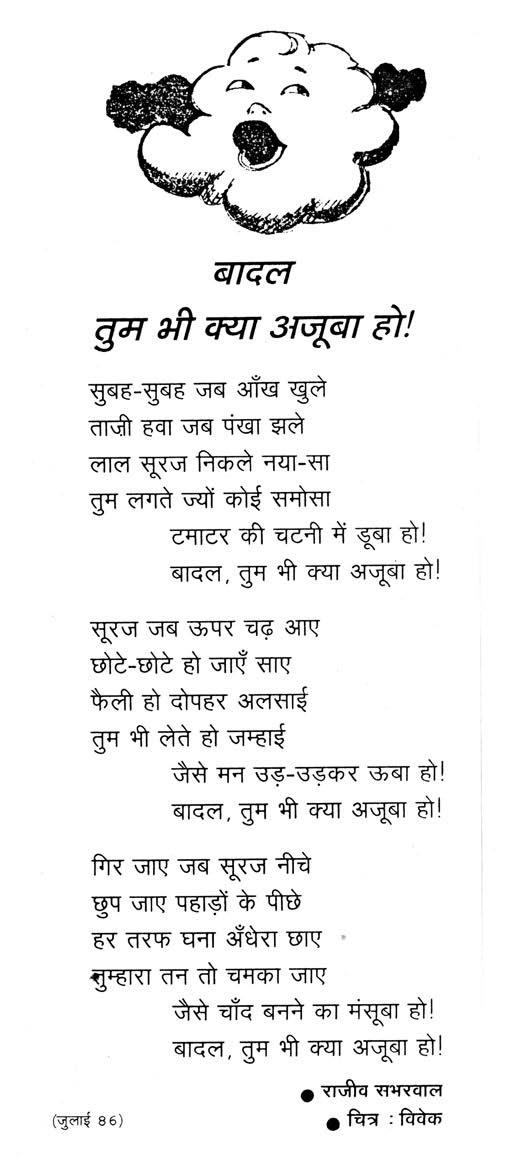 बादल
तुम भी क्या अजूबा हो!
सुबह-सुबह जब आँख खुले
ताज़ी हवा जब पंखा झले
लाल सूरज निकले नया-सा
तुम लगते ज्यों कोई समोसा
टमाटर की चटनी में डूबा हो!
बादल, तुम भी क्या अजूबा हो!
सूरज जब ऊपर चढ़ आए
छोटे-छोटे हो जाएँ साए
फैली हो दोपहर अलसाई
तुम भी लेते हो जम्हाई
जैसे मन उड़-उड़कर ऊबा हो!
बादल, तुम भी क्या अजूबा हो!
गिर जाए जब सूरज नीचे
छुप जाए पहाड़ों के पीछे
हर तरफ घना अँधेरा छाए
तुम्हारा तन तो चमका जाए
जैसे चाँद बनने का मंसूबा हो!
बादल, तुम भी क्या अजूबा हो!
● राजीव सभरवाल
(जुलाई 86)
● चित्र : विवेक